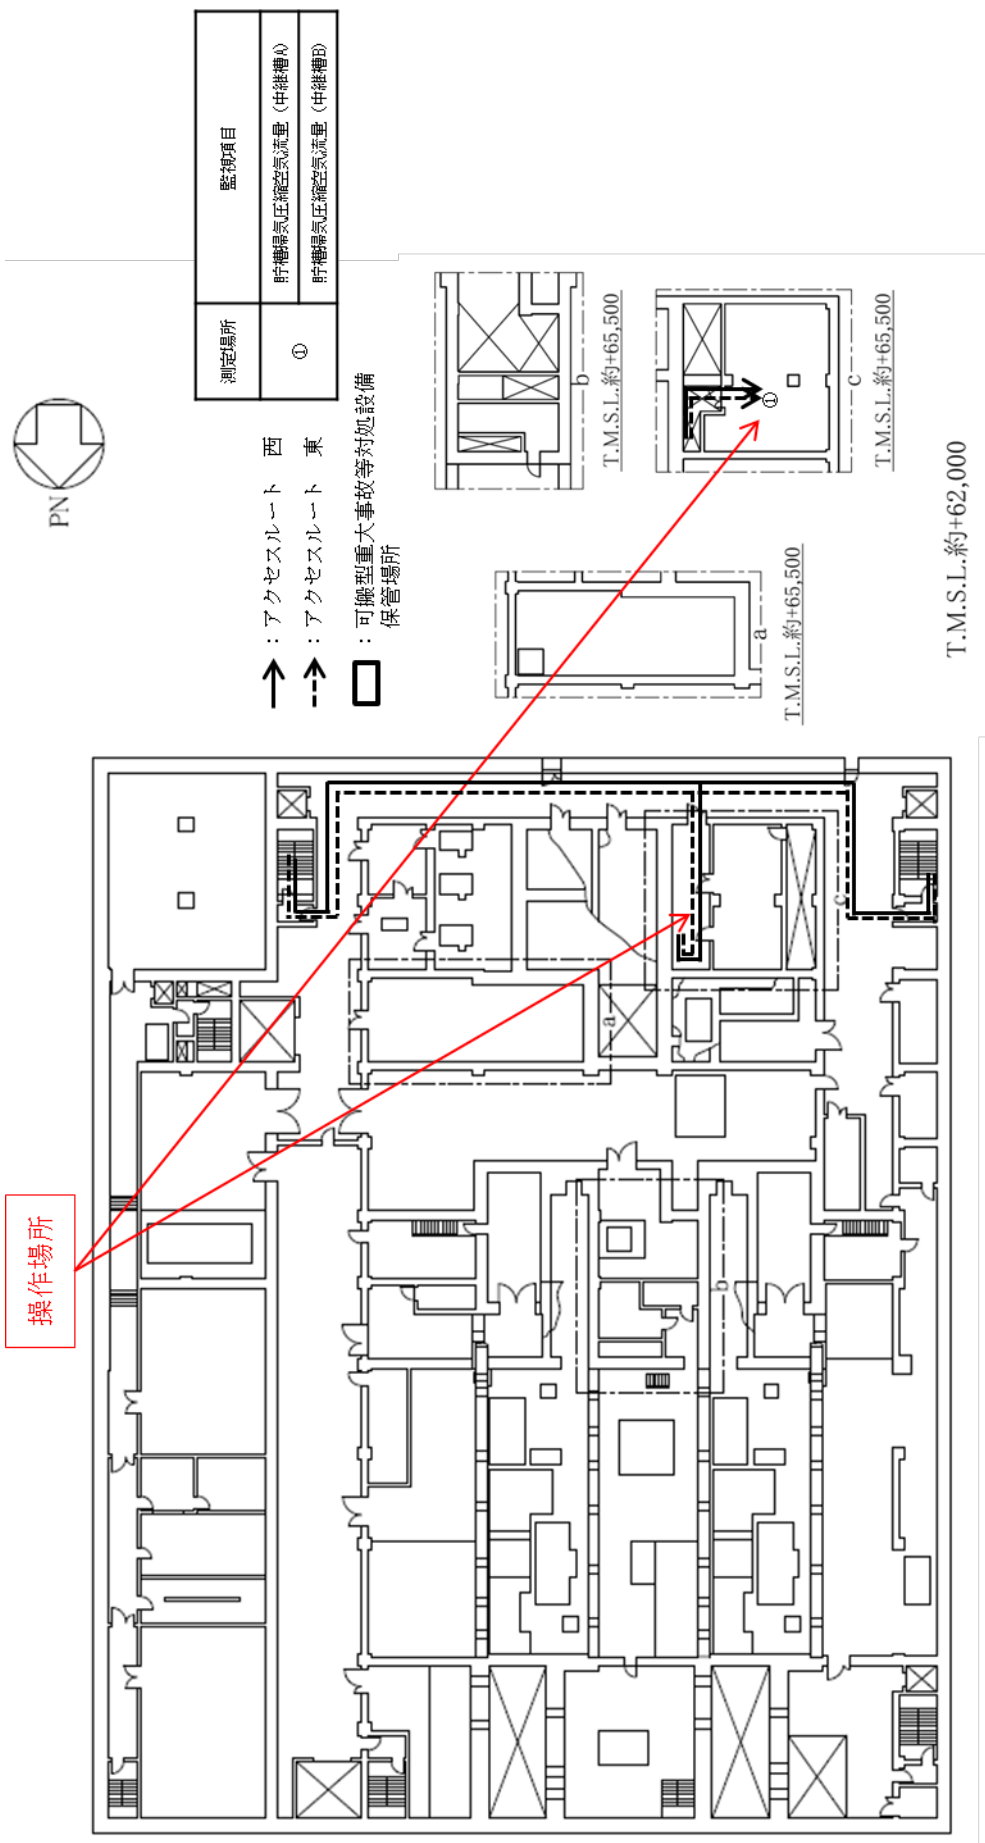 PN
測定場所
監視項目
①
貯槽掃気圧縮空気流量（中継槽A）
貯槽掃気圧縮空気流量（中継槽B）
：アクセスルート　西
：アクセスルート　東
：可搬型重大事故等対処設備
保管場所
b
T.M.S.L.約+65,500
①
c
T.M.S.L.約+65,500
a
T.M.S.L.約+65,500
T.M.S.L.約+62,000
操作場所
a
b
c